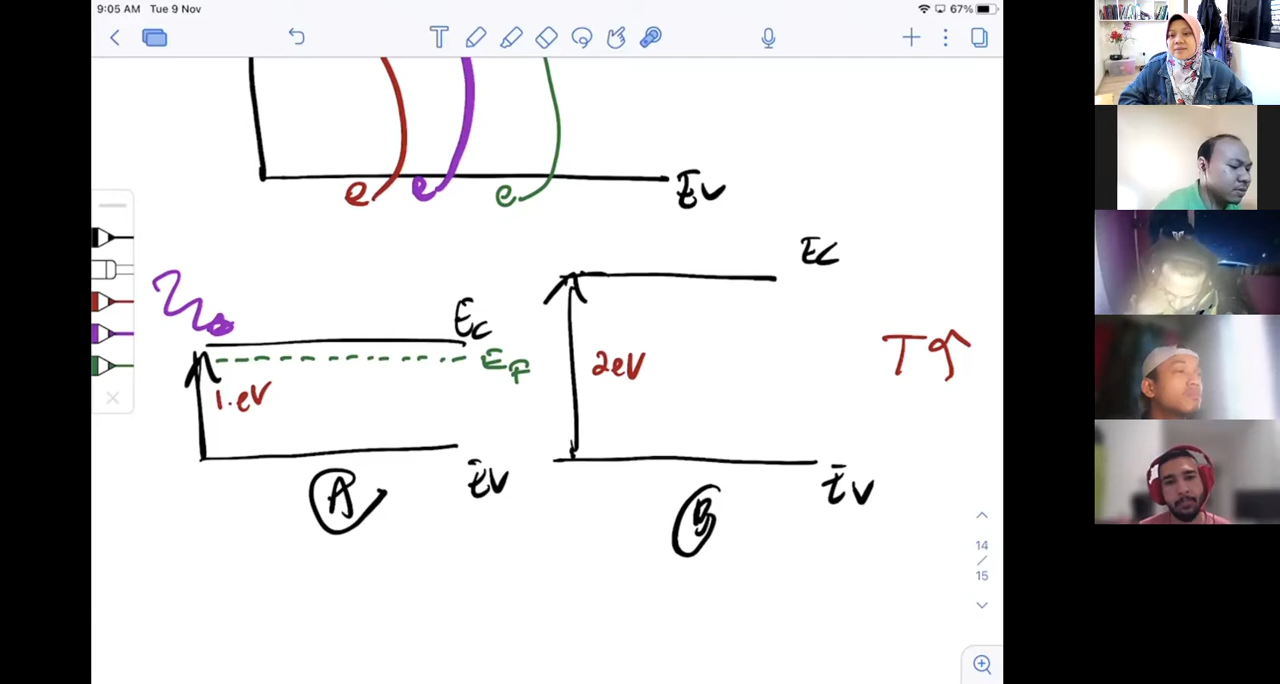 9:05 AM Tue 9 Nov
67%
T
e e e
EV
EC
Ec
EF
1.eV
2eV
T↑
EV
EV
A
B
14
/
15